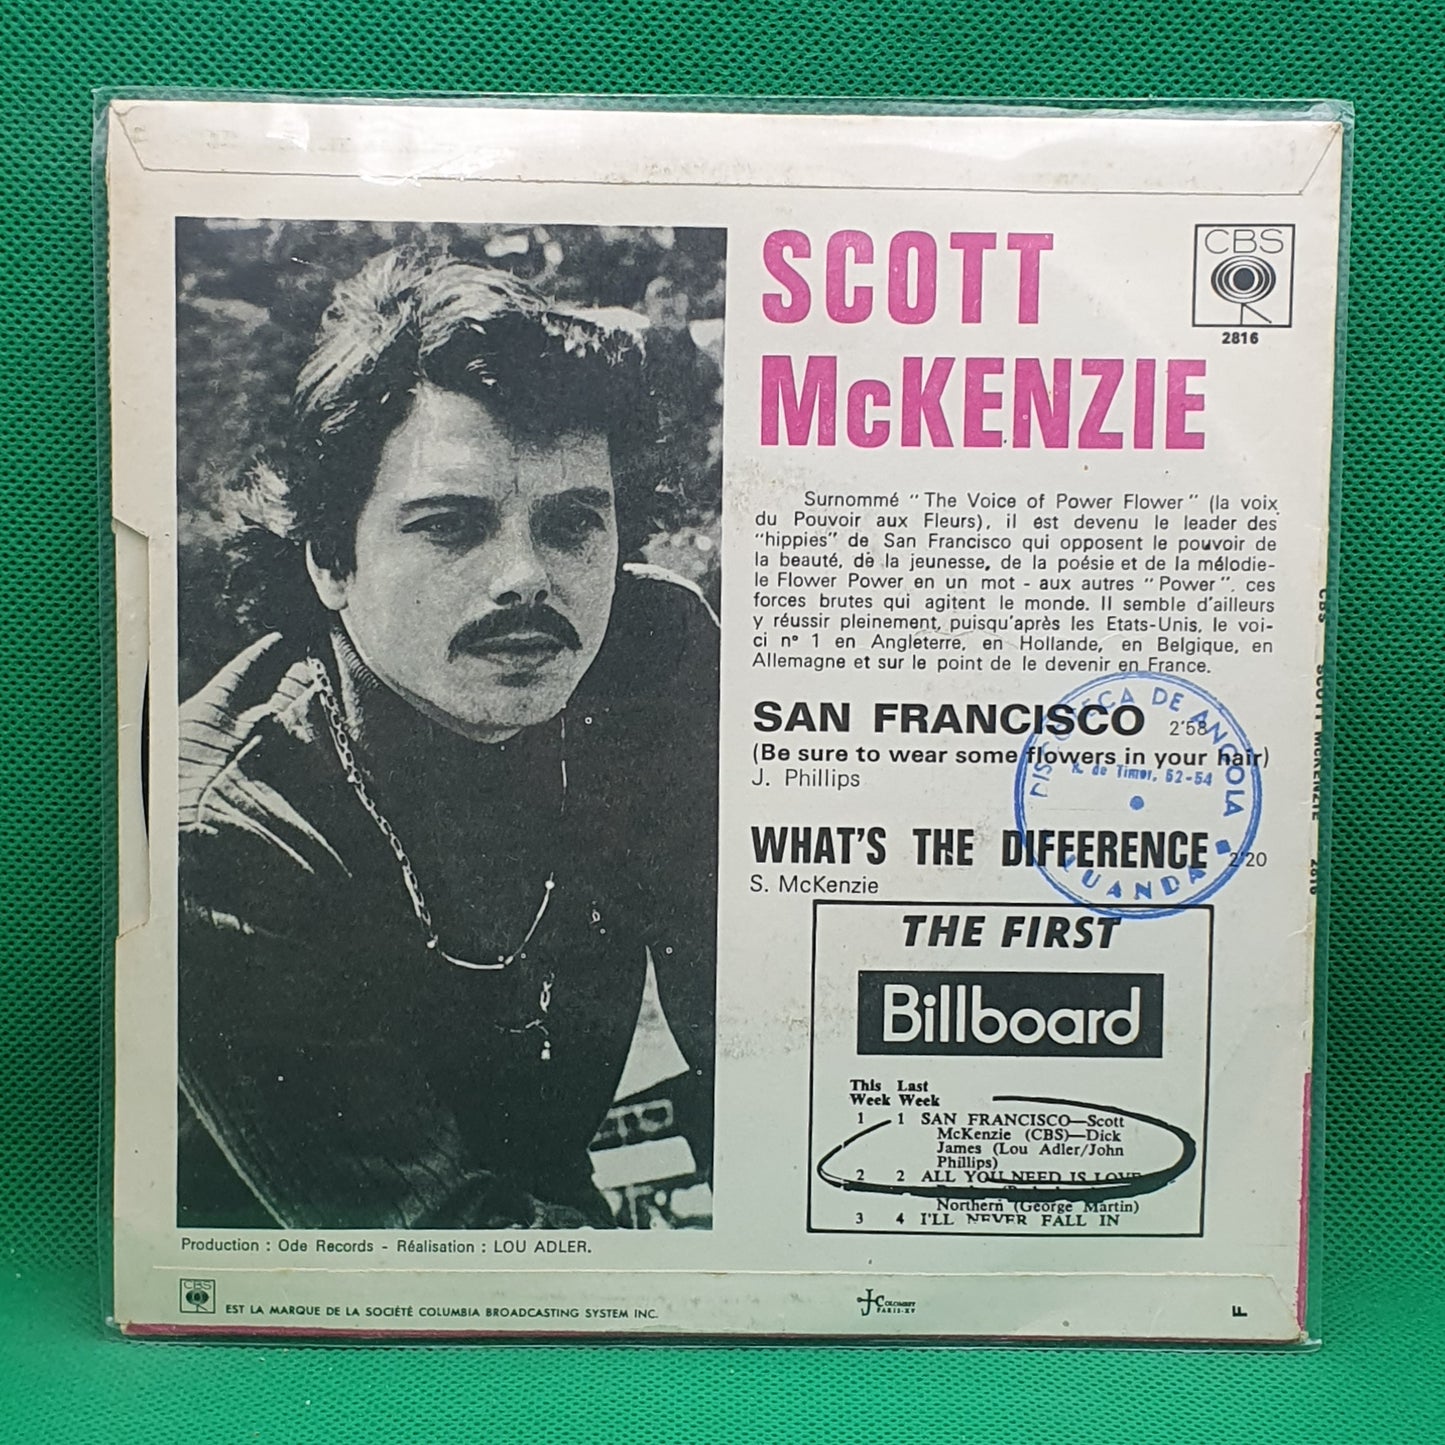 SCOTT
McKENZIE
CBS
2816
Surnommé "The Voice of Power Flower" (la voix
du Pouvoir aux Fleurs), il est devenu le leader des
"hippies" de San Francisco qui opposent le pouvoir de
la beauté, de la jeunesse, de la poésie et de la mélodie-
le Flower Power en un mot - aux autres "Power", ces
forces brutes qui agitent le monde. Il semble d'ailleurs
y réussir pleinement, puisqu'après les Etats-Unis, le voi-
ci n° 1 en Angleterre, en Hollande, en Belgique, en
Allemagne et sur le point de le devenir en France.
SAN FRANCISCO 2'58
(Be sure to wear some flowers in your hair)
J. Phillips
WHAT'S THE DIFFERENCE 2'20
S. McKenzie
DISCOTECA DE ANGOLA
R. de Timor, 52-54
LUANDA
THE FIRST
Billboard
This Last
Week Week
1 1 SAN FRANCISCO—Scott
McKenzie (CBS)—Dick
James (Lou Adler/John
Phillips)
2 2 ALL YOU NEED IS LOVE
Northern (George Martin)
3 4 I'LL NEVER FALL IN
Production : Ode Records - Réalisation : LOU ADLER.
CBS EST LA MARQUE DE LA SOCIÉTÉ COLUMBIA BROADCASTING SYSTEM INC.
J. COLOMBET
PARIS-XV
F
CBS SCOTT McKENZIE 2816